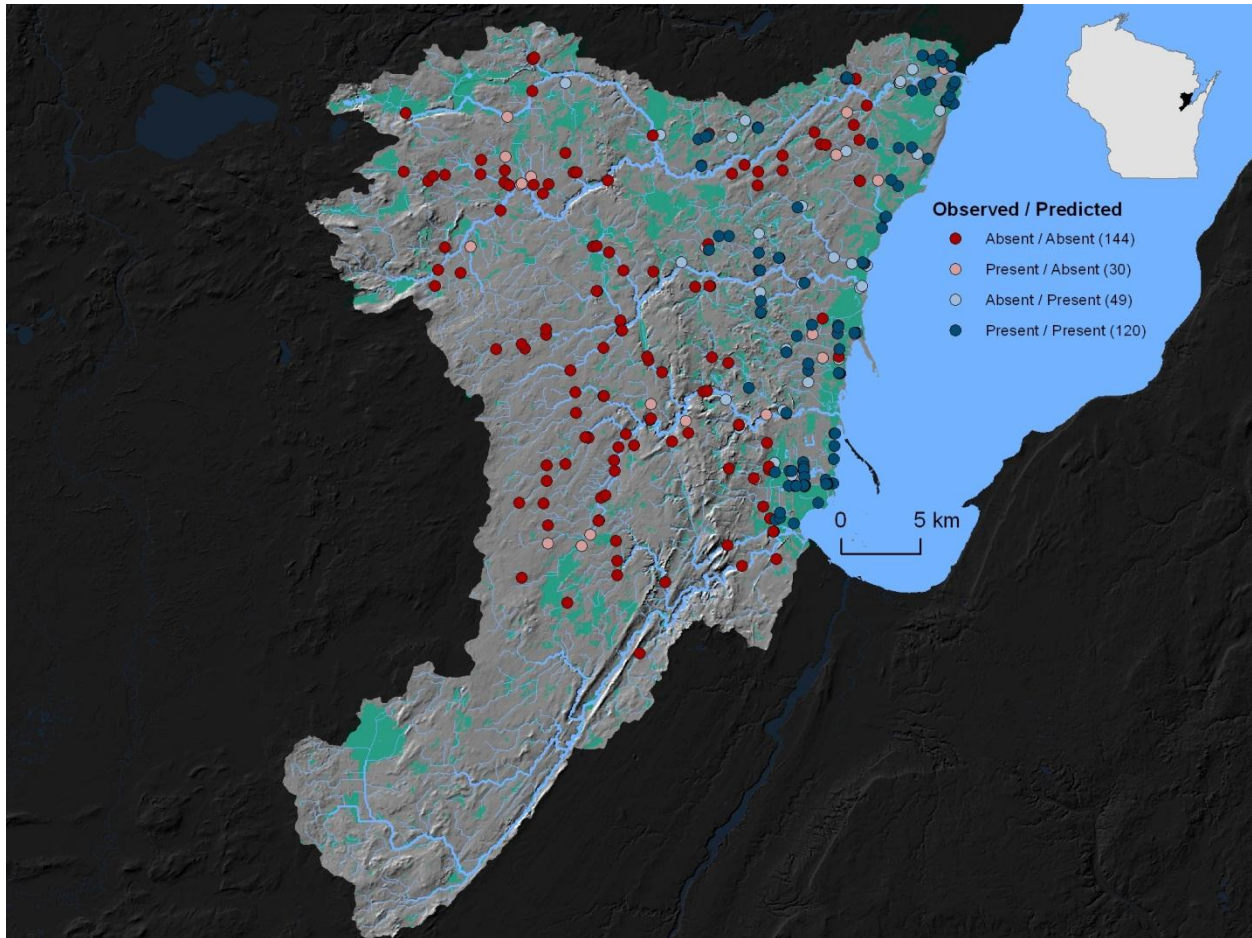 Observed / Predicted
Absent / Absent (144)
Present / Absent (30)
Absent / Present (49)
Present / Present (120)
0 5 km